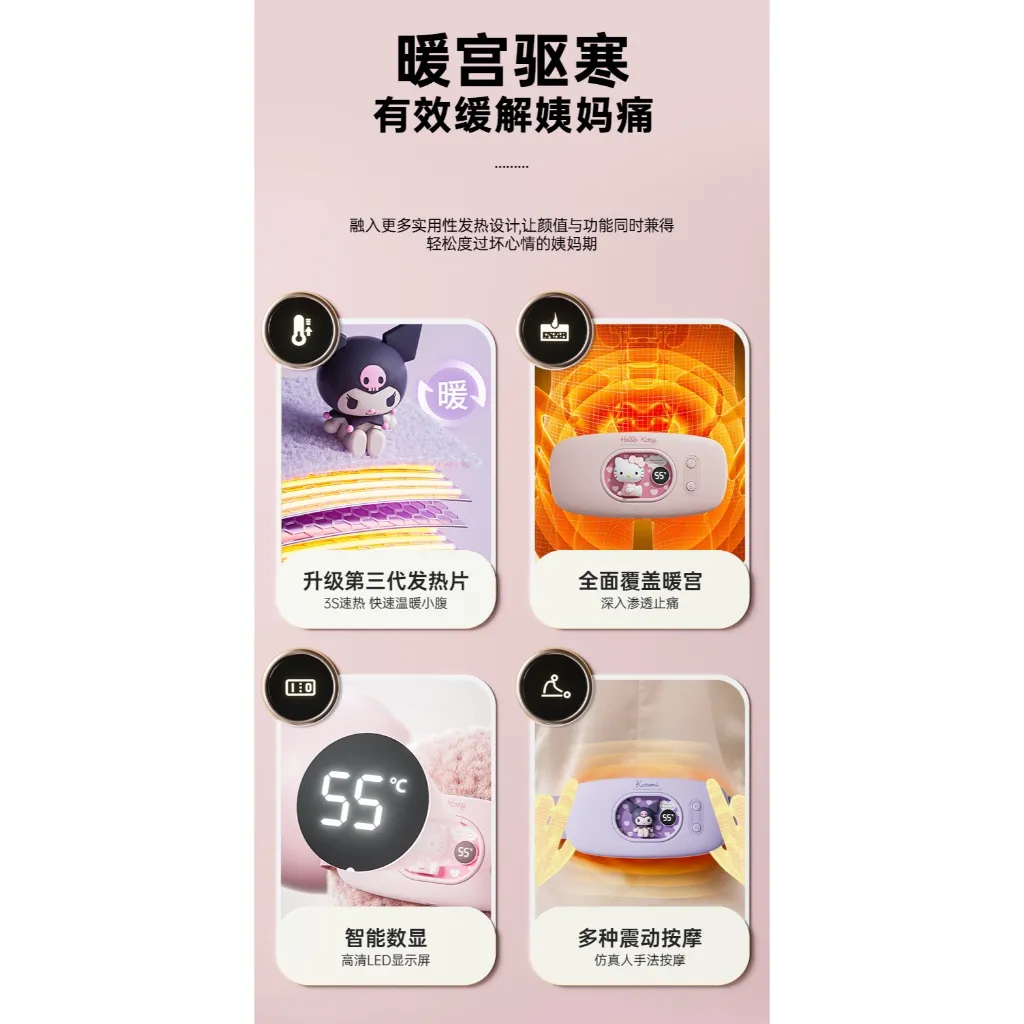 暖宫驱寒
有效缓解姨妈痛
融入更多实用性发热设计,让颜值与功能同时兼得
轻松度过坏心情的姨妈期
暖
升级第三代发热片
3S速热 快速温暖小腹
Hello Kitty
55°
全面覆盖暖宫
深入渗透止痛
55℃
Kitty
55°
智能数显
高清LED显示屏
Kuromi
55°
多种震动按摩
仿真人手法按摩